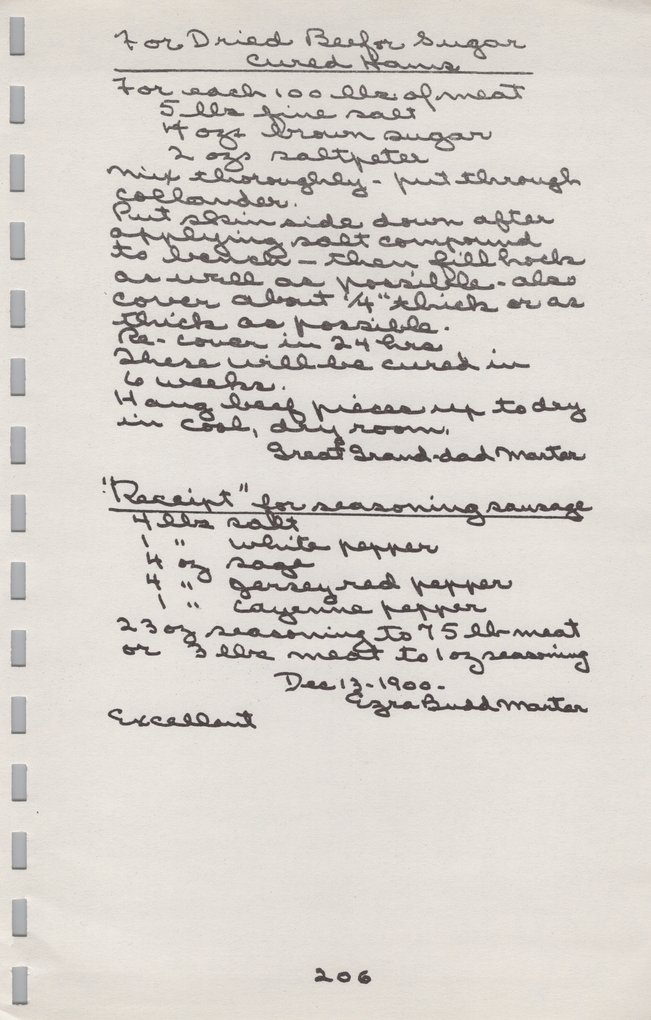 For Dried Beef or Sugar
Cured Hams
For each 100 lbs of meat
5 lbs fine salt
4 ozs brown sugar
2 ozs saltpeter
Mix thoroughly - put through
collander.
Put skin side down after
applying salt compound
to bench - then fill hocks
as well as possible - also
cover about 1/4" thick or as
thick as possible.
Re-cover in 24 hrs
These will be cured in
6 weeks.
Hang beef pieces up to dry
in cool, dry room.
Great Grand-dad Marter
"Receipt" for seasoning sausage
4 lbs salt
1 " white pepper
4 oz sage
4 " Jersey red pepper
1 " cayenne pepper
23 oz seasoning to 75 lb meat
or 3 lbs meat to 1 oz seasoning
Dec 13-1900.
Ezra Budd Marter
Excellent
206